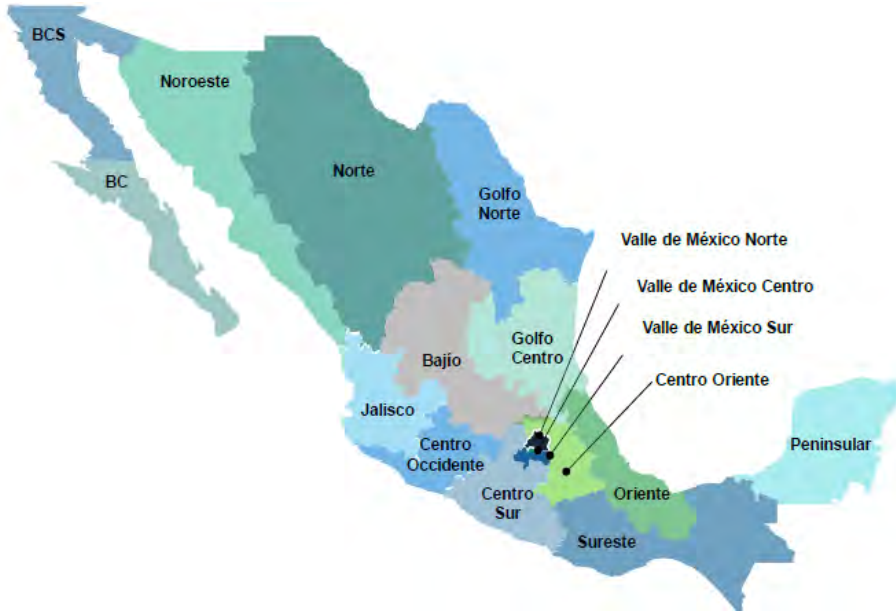 BCS
Noroeste
BC
Norte
Golfo
Norte
Valle de México Norte
Valle de México Centro
Valle de México Sur
Centro Oriente
Golfo
Centro
Bajío
Jalisco
Centro
Occidente
Centro
Sur
Oriente
Sureste
Peninsular